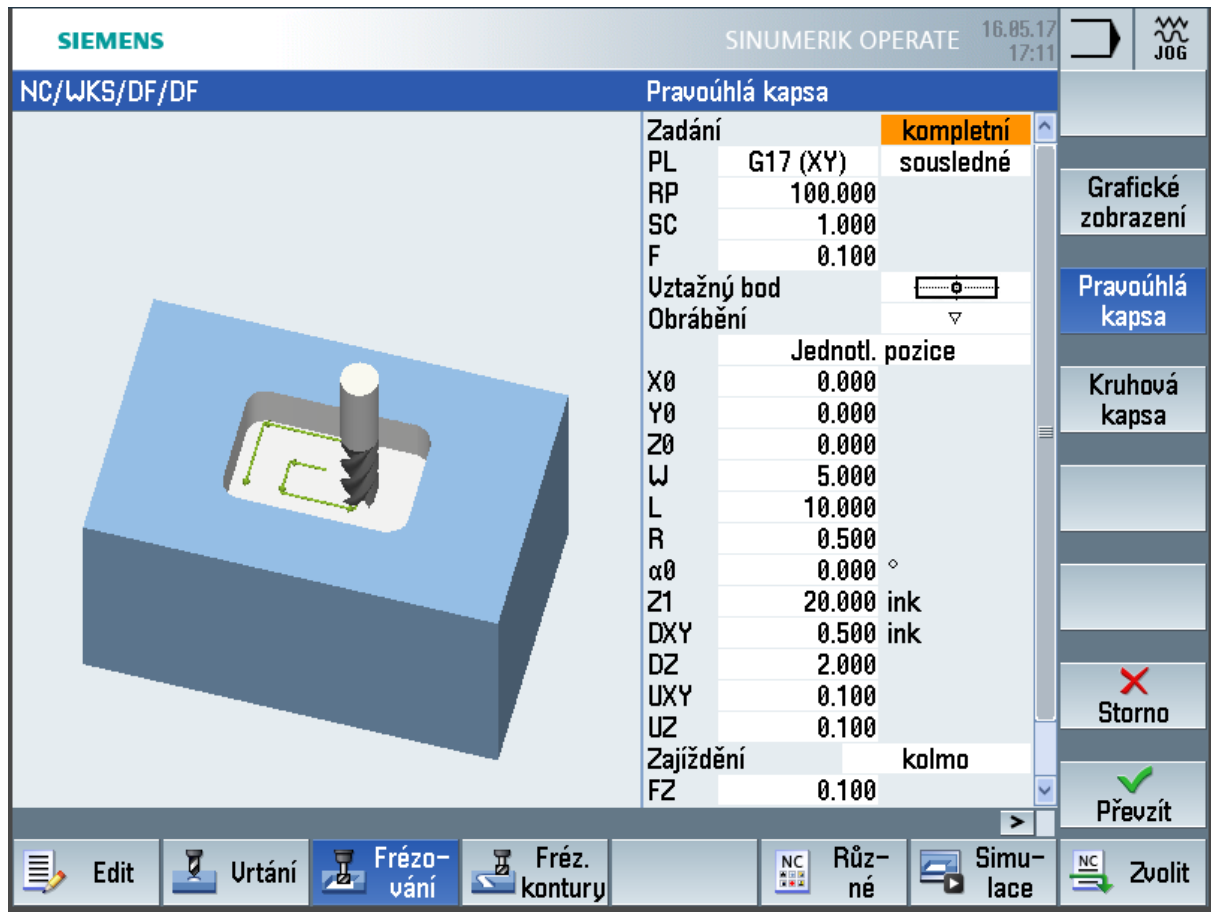 SIEMENS
SINUMERIK OPERATE 16.05.17
17:11
JOG
NC/WKS/DF/DF
Pravoúhlá kapsa
Zadání kompletní
PL G17 (XY) sousledné
RP 100.000
SC 1.000
F 0.100
Vztažný bod
Obrábění
Jednotl. pozice
X0 0.000
Y0 0.000
Z0 0.000
W 5.000
L 10.000
R 0.500
α0 0.000 °
Z1 20.000 ink
DXY 0.500 ink
DZ 2.000
UXY 0.100
UZ 0.100
Zajíždění kolmo
FZ 0.100
>
Grafické
zobrazení
Pravoúhlá
kapsa
Kruhová
kapsa
Storno
Převzít
Edit
Vrtání
Frézo-
vání
Fréz.
kontury
NC
Růz-
né
Simu-
lace
NC
Zvolit